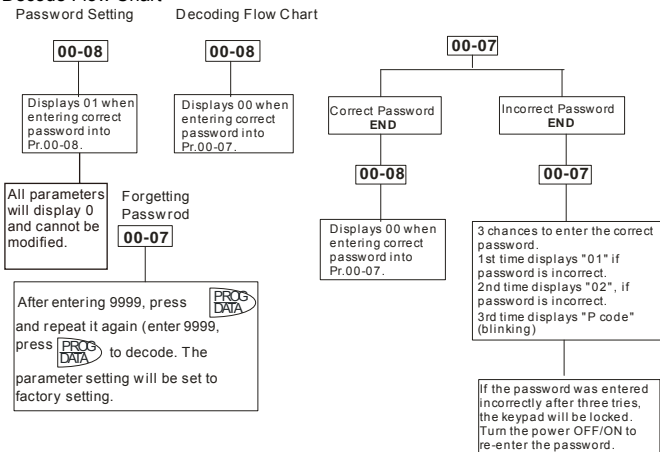 Decode Flow Chart
Password Setting
00-08
Displays 01 when
entering correct
password into
Pr.00-08.
All parameters
will display 0
and cannot be
modified.
Decoding Flow Chart
00-08
Displays 00 when
entering correct
password into
Pr.00-07.
Forgetting
Passwrod
00-07
After entering 9999, press PROG DATA
and repeat it again (enter 9999,
press PROG DATA to decode. The
parameter setting will be set to
factory setting.
00-07
Correct Password
END
00-08
Displays 00 when
entering correct
password into
Pr.00-07.
Incorrect Password
END
00-07
3 chances to enter the correct
password.
1st time displays "01" if
password is incorrect.
2nd time displays "02", if
password is incorrect.
3rd time displays "P code"
(blinking)
If the password was entered
incorrectly after three tries,
the keypad will be locked.
Turn the power OFF/ON to
re-enter the password.